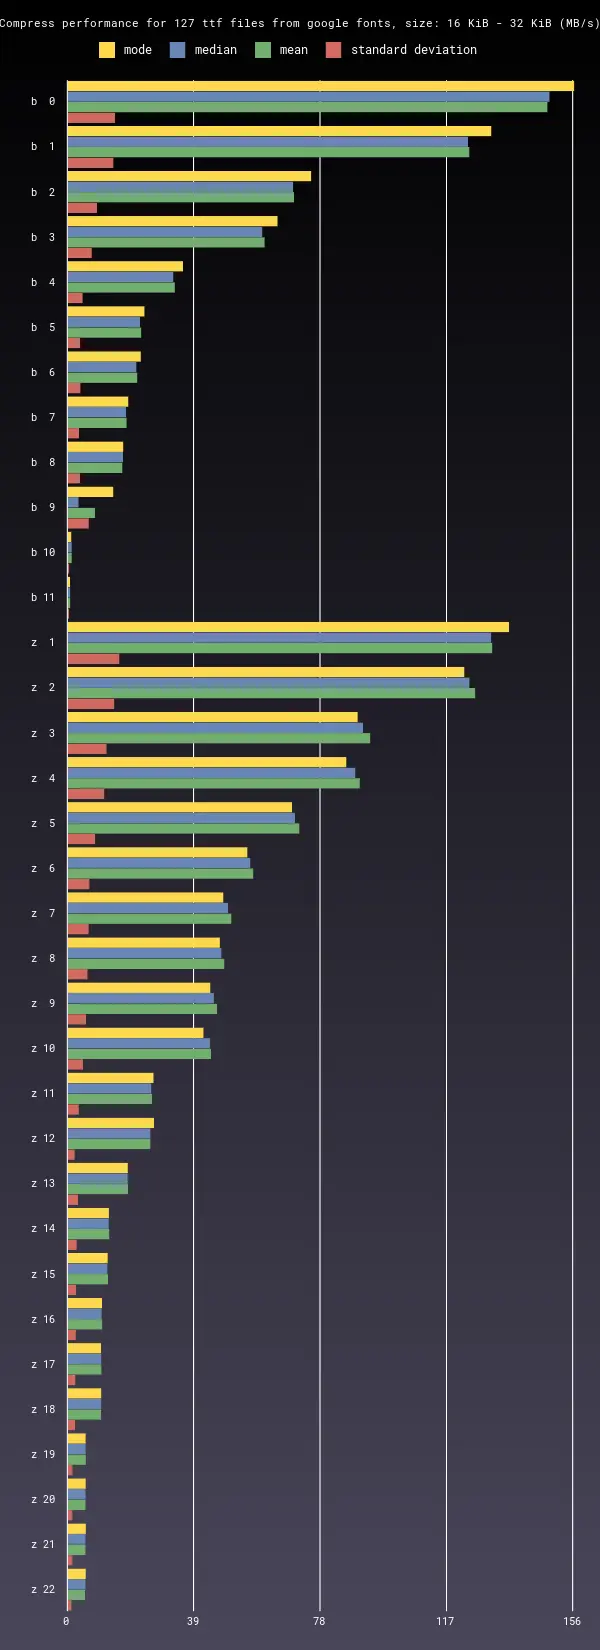 Compress performance for 127 ttf files from google fonts, size: 16 KiB - 32 KiB (MB/s)
mode median mean standard deviation
b 0
b 1
b 2
b 3
b 4
b 5
b 6
b 7
b 8
b 9
b 10
b 11
z 1
z 2
z 3
z 4
z 5
z 6
z 7
z 8
z 9
z 10
z 11
z 12
z 13
z 14
z 15
z 16
z 17
z 18
z 19
z 20
z 21
z 22
0 39 78 117 156